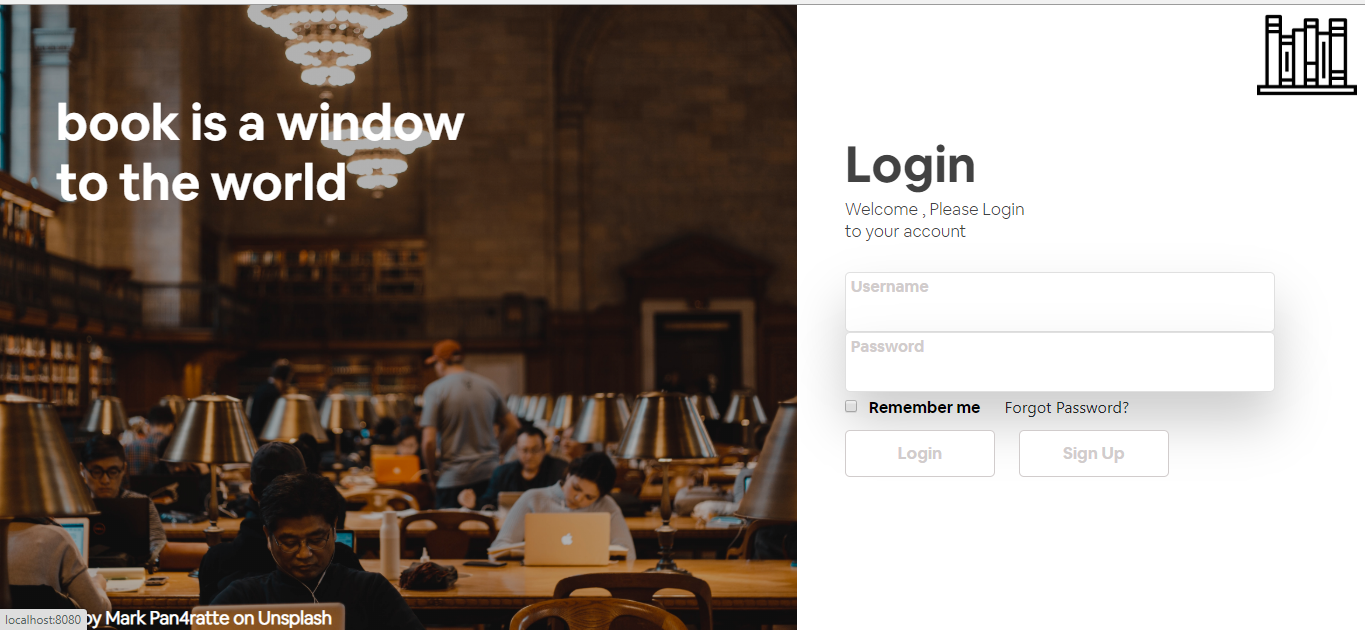 book is a window
to the world
Login
Welcome , Please Login
to your account
Username
Password
Remember me Forgot Password?
Login Sign Up
localhost:8080 by Mark Pan4ratte on Unsplash